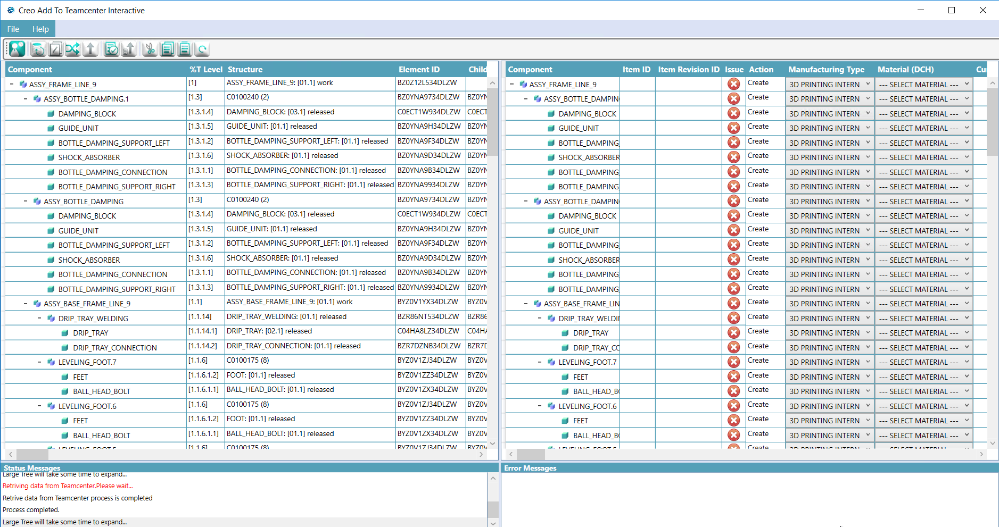 Creo Add To Teamcenter Interactive
File Help
Component %T Level Structure Element ID Child
ASSY_FRAME_LINE_9 [1] ASSY_FRAME_LINE_9: [01.1] work BZ0Z12L534DLZW
ASSY_BOTTLE_DAMPING.1 [1.3] C0100240 (2) BZ0YNA9734DLZW BZ0YN
DAMPING_BLOCK [1.3.1.4] DAMPING_BLOCK: [03.1] released C0ECT1W934DLZW C0ECT
GUIDE_UNIT [1.3.1.5] GUIDE_UNIT: [01.1] released BZ0YNA9H34DLZW BZ0YN
BOTTLE_DAMPING_SUPPORT_LEFT [1.3.1.2] BOTTLE_DAMPING_SUPPORT_LEFT: [01.1] released BZ0YNA9F34DLZW BZ0YN
SHOCK_ABSORBER [1.3.1.6] SHOCK_ABSORBER: [01.1] released BZ0YNA9D34DLZW BZ0YN
BOTTLE_DAMPING_CONNECTION [1.3.1.1] BOTTLE_DAMPING_CONNECTION: [01.1] released BZ0YNA9B34DLZW BZ0YN
BOTTLE_DAMPING_SUPPORT_RIGHT [1.3.1.3] BOTTLE_DAMPING_SUPPORT_RIGHT: [01.1] released BZ0YNA9934DLZW BZ0YN
ASSY_BOTTLE_DAMPING [1.3] C0100240 (2) BZ0YNA9734DLZW BZ0YN
DAMPING_BLOCK [1.3.1.4] DAMPING_BLOCK: [03.1] released C0ECT1W934DLZW C0ECT
GUIDE_UNIT [1.3.1.5] GUIDE_UNIT: [01.1] released BZ0YNA9H34DLZW BZ0YN
BOTTLE_DAMPING_SUPPORT_LEFT [1.3.1.2] BOTTLE_DAMPING_SUPPORT_LEFT: [01.1] released BZ0YNA9F34DLZW BZ0YN
SHOCK_ABSORBER [1.3.1.6] SHOCK_ABSORBER: [01.1] released BZ0YNA9D34DLZW BZ0YN
BOTTLE_DAMPING_CONNECTION [1.3.1.1] BOTTLE_DAMPING_CONNECTION: [01.1] released BZ0YNA9B34DLZW BZ0YN
BOTTLE_DAMPING_SUPPORT_RIGHT [1.3.1.3] BOTTLE_DAMPING_SUPPORT_RIGHT: [01.1] released BZ0YNA9934DLZW BZ0YN
ASSY_BASE_FRAME_LINE_9 [1.1] ASSY_BASE_FRAME_LINE_9: [01.1] work BYZ0V1YX34DLZW BYZ0V
DRIP_TRAY_WELDING [1.1.14] DRIP_TRAY_WELDING: [01.1] released BZR86NT534DLZW BZR86
DRIP_TRAY [1.1.14.1] DRIP_TRAY: [02.1] released C04HA8LZ34DLZW C04HA
DRIP_TRAY_CONNECTION [1.1.14.2] DRIP_TRAY_CONNECTION: [01.1] released BZR7DZNB34DLZW BZR7D
LEVELING_FOOT.7 [1.1.6] C0100175 (8) BYZ0V1ZJ34DLZW BYZ0V
FEET [1.1.6.1.2] FOOT: [01.1] released BYZ0V1ZZ34DLZW BYZ0V
BALL_HEAD_BOLT [1.1.6.1.1] BALL_HEAD_BOLT: [01.1] released BYZ0V1ZX34DLZW BYZ0V
LEVELING_FOOT.6 [1.1.6] C0100175 (8) BYZ0V1ZJ34DLZW BYZ0V
FEET [1.1.6.1.2] FOOT: [01.1] released BYZ0V1ZZ34DLZW BYZ0V
BALL_HEAD_BOLT [1.1.6.1.1] BALL_HEAD_BOLT: [01.1] released BYZ0V1ZX34DLZW BYZ0V
LEVELING_FOOT.5 [1.1.6] C0100175 (8) BYZ0V1ZJ34DLZW BYZ0V
Component Item ID Item Revision ID Issue Action Manufacturing Type Material (DCH) Cu
ASSY_FRAME_LINE_9 Create 3D PRINTING INTERN --- SELECT MATERIAL ---
ASSY_BOTTLE_DAMPIN Create 3D PRINTING INTERN --- SELECT MATERIAL ---
DAMPING_BLOCK Create 3D PRINTING INTERN --- SELECT MATERIAL ---
GUIDE_UNIT Create 3D PRINTING INTERN --- SELECT MATERIAL ---
BOTTLE_DAMPING_ Create 3D PRINTING INTERN --- SELECT MATERIAL ---
SHOCK_ABSORBER Create 3D PRINTING INTERN --- SELECT MATERIAL ---
BOTTLE_DAMPING_ Create 3D PRINTING INTERN --- SELECT MATERIAL ---
BOTTLE_DAMPING_ Create 3D PRINTING INTERN --- SELECT MATERIAL ---
ASSY_BOTTLE_DAMPIN Create 3D PRINTING INTERN --- SELECT MATERIAL ---
DAMPING_BLOCK Create 3D PRINTING INTERN --- SELECT MATERIAL ---
GUIDE_UNIT Create 3D PRINTING INTERN --- SELECT MATERIAL ---
BOTTLE_DAMPING_ Create 3D PRINTING INTERN --- SELECT MATERIAL ---
SHOCK_ABSORBER Create 3D PRINTING INTERN --- SELECT MATERIAL ---
BOTTLE_DAMPING_ Create 3D PRINTING INTERN --- SELECT MATERIAL ---
BOTTLE_DAMPING_ Create 3D PRINTING INTERN --- SELECT MATERIAL ---
ASSY_BASE_FRAME_LIN Create 3D PRINTING INTERN --- SELECT MATERIAL ---
DRIP_TRAY_WELDI Create 3D PRINTING INTERN --- SELECT MATERIAL ---
DRIP_TRAY Create 3D PRINTING INTERN --- SELECT MATERIAL ---
DRIP_TRAY_CO Create 3D PRINTING INTERN --- SELECT MATERIAL ---
LEVELING_FOOT.7 Create 3D PRINTING INTERN --- SELECT MATERIAL ---
FEET Create 3D PRINTING INTERN --- SELECT MATERIAL ---
BALL_HEAD_B Create 3D PRINTING INTERN --- SELECT MATERIAL ---
LEVELING_FOOT.6 Create 3D PRINTING INTERN --- SELECT MATERIAL ---
FEET Create 3D PRINTING INTERN --- SELECT MATERIAL ---
BALL_HEAD_B Create 3D PRINTING INTERN --- SELECT MATERIAL ---
LEVELING_FOOT.5 Create 3D PRINTING INTERN --- SELECT MATERIAL ---
Status Messages
Large Tree will take some time to expand...
Retriving data from Teamcenter.Please wait...
Retrive data from Teamcenter process is completed
Process completed.
Large Tree will take some time to expand...
Error Messages